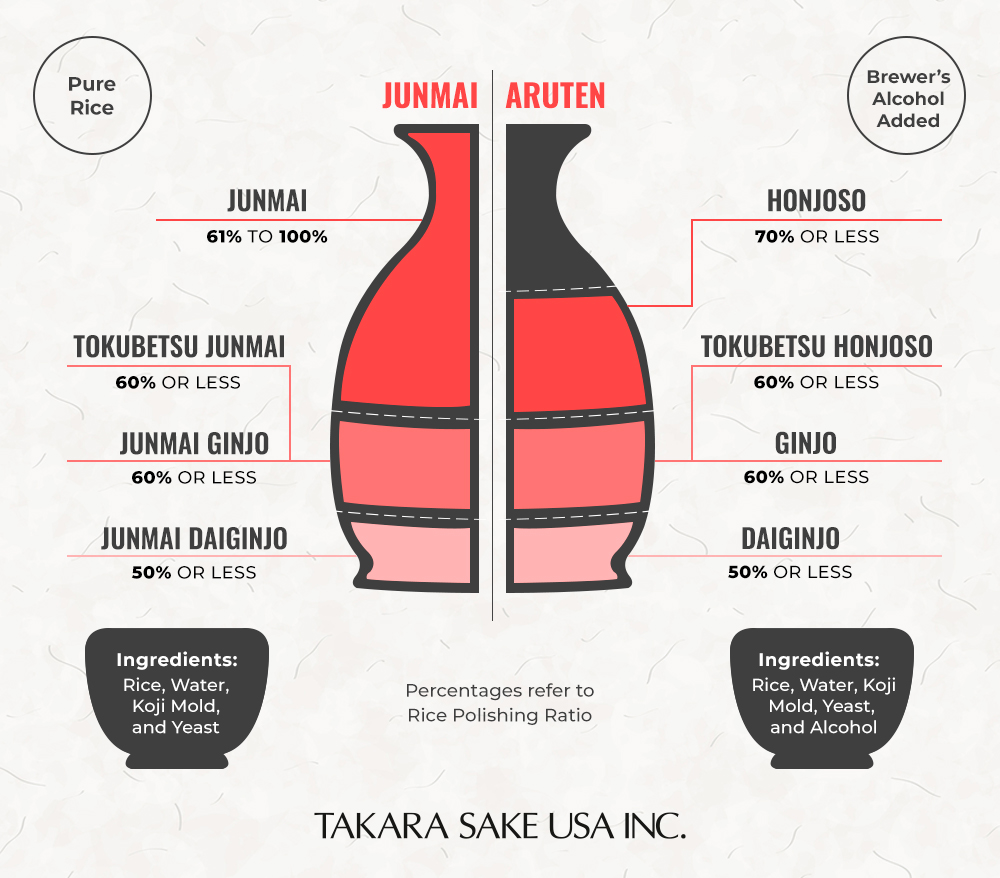 Pure
Rice
JUNMAI
ARUTEN
Brewer’s
Alcohol
Added
JUNMAI
61% TO 100%
TOKUBETSU JUNMAI
60% OR LESS
JUNMAI GINJO
60% OR LESS
JUNMAI DAIGINJO
50% OR LESS
HONJOSO
70% OR LESS
TOKUBETSU HONJOSO
60% OR LESS
GINJO
60% OR LESS
DAIGINJO
50% OR LESS
Ingredients:
Rice, Water,
Koji Mold,
and Yeast
Percentages refer to
Rice Polishing Ratio
Ingredients:
Rice, Water, Koji
Mold, Yeast,
and Alcohol
TAKARA SAKE USA INC.